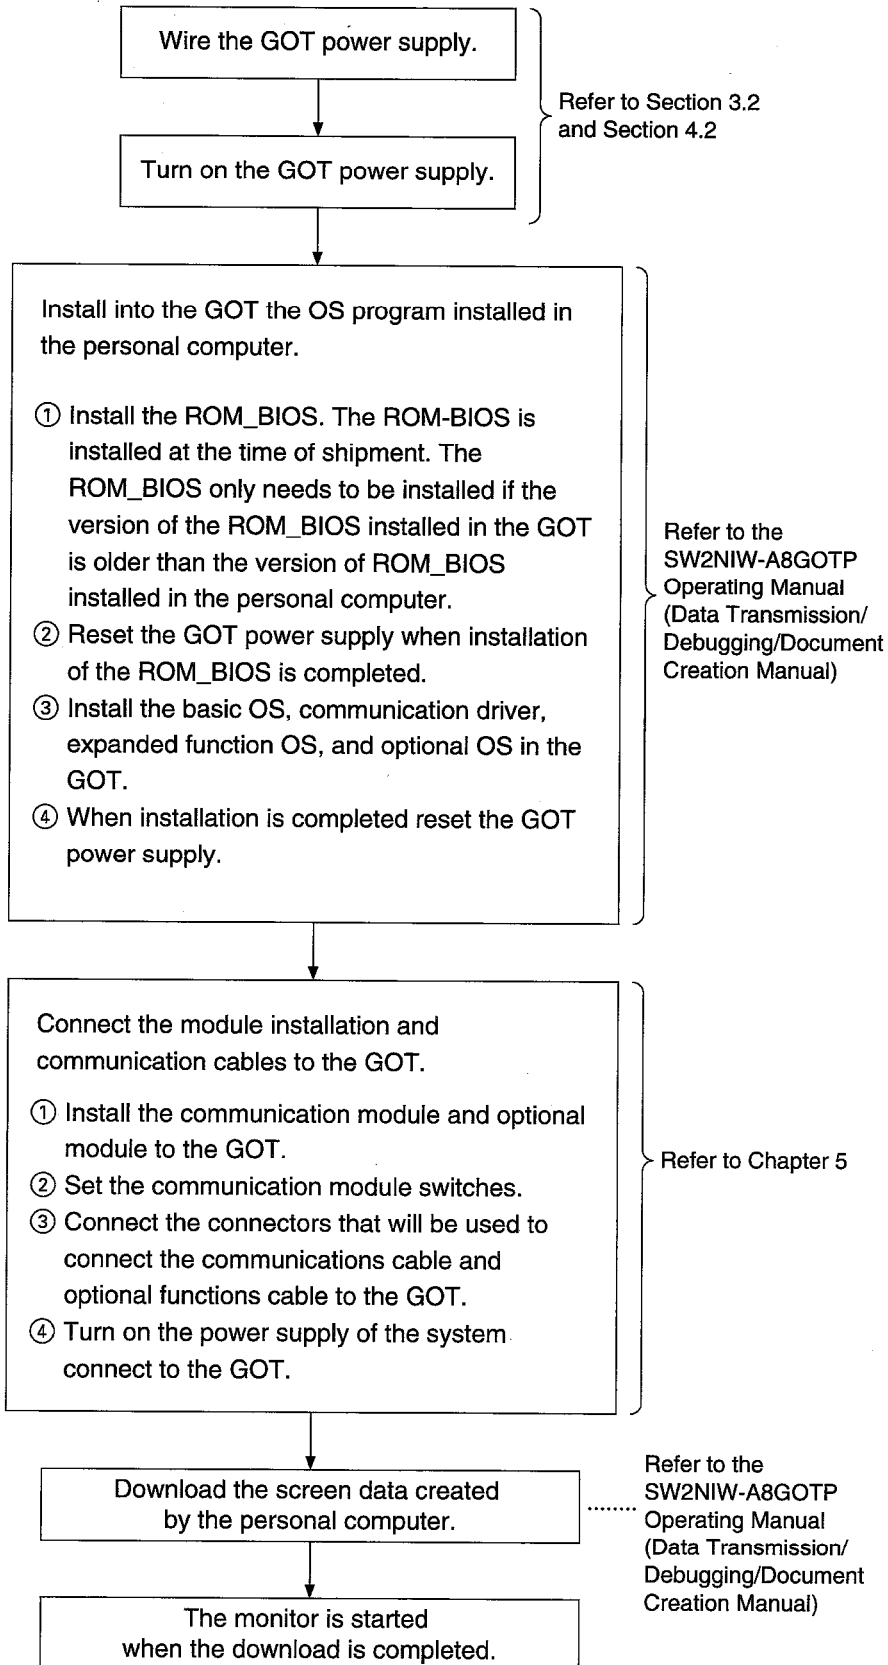 Wire the GOT power supply.
Turn on the GOT power supply.
Refer to Section 3.2
and Section 4.2
Install into the GOT the OS program installed in
the personal computer.
① Install the ROM_BIOS. The ROM-BIOS is
installed at the time of shipment. The
ROM_BIOS only needs to be installed if the
version of the ROM_BIOS installed in the GOT
is older than the version of ROM_BIOS
installed in the personal computer.
② Reset the GOT power supply when installation
of the ROM_BIOS is completed.
③ Install the basic OS, communication driver,
expanded function OS, and optional OS in the
GOT.
④ When installation is completed reset the GOT
power supply.
Refer to the
SW2NIW-A8GOTP
Operating Manual
(Data Transmission/
Debugging/Document
Creation Manual)
Connect the module installation and
communication cables to the GOT.
① Install the communication module and optional
module to the GOT.
② Set the communication module switches.
③ Connect the connectors that will be used to
connect the communications cable and
optional functions cable to the GOT.
④ Turn on the power supply of the system
connect to the GOT.
Refer to Chapter 5
Download the screen data created
by the personal computer.
........
Refer to the
SW2NIW-A8GOTP
Operating Manual
(Data Transmission/
Debugging/Document
Creation Manual)
The monitor is started
when the download is completed.